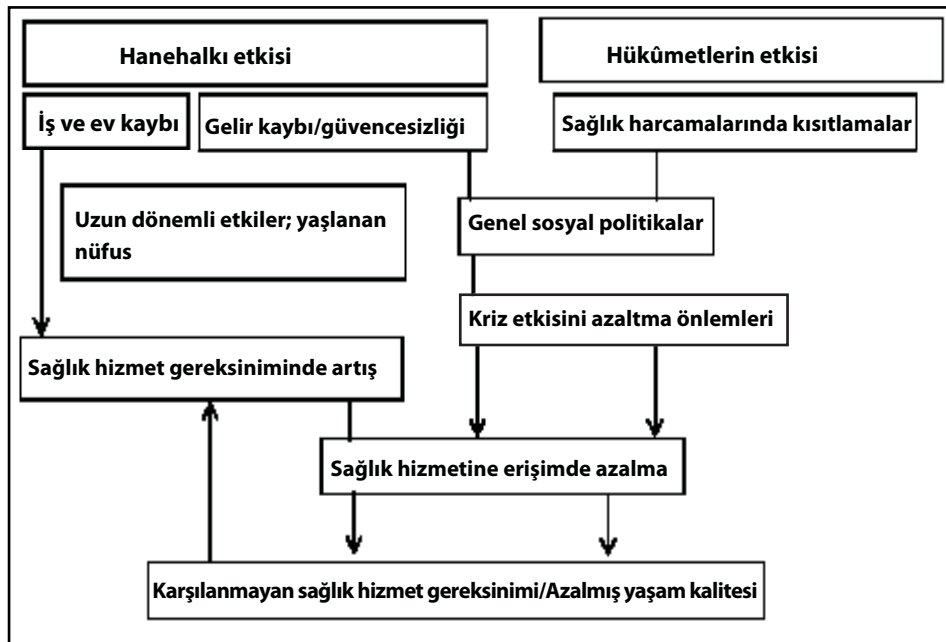 Hanehalkı etkisi
Hükûmetlerin etkisi
İş ve ev kaybı
Gelir kaybı/güvencesizliği
Sağlık harcamalarında kısıtlamalar
Uzun dönemli etkiler; yaşlanan
nüfus
Genel sosyal politikalar
Kriz etkisini azaltma önlemleri
Sağlık hizmet gereksiniminde artış
Sağlık hizmetine erişimde azalma
Karşılanmayan sağlık hizmet gereksinimi/Azalmış yaşam kalitesi